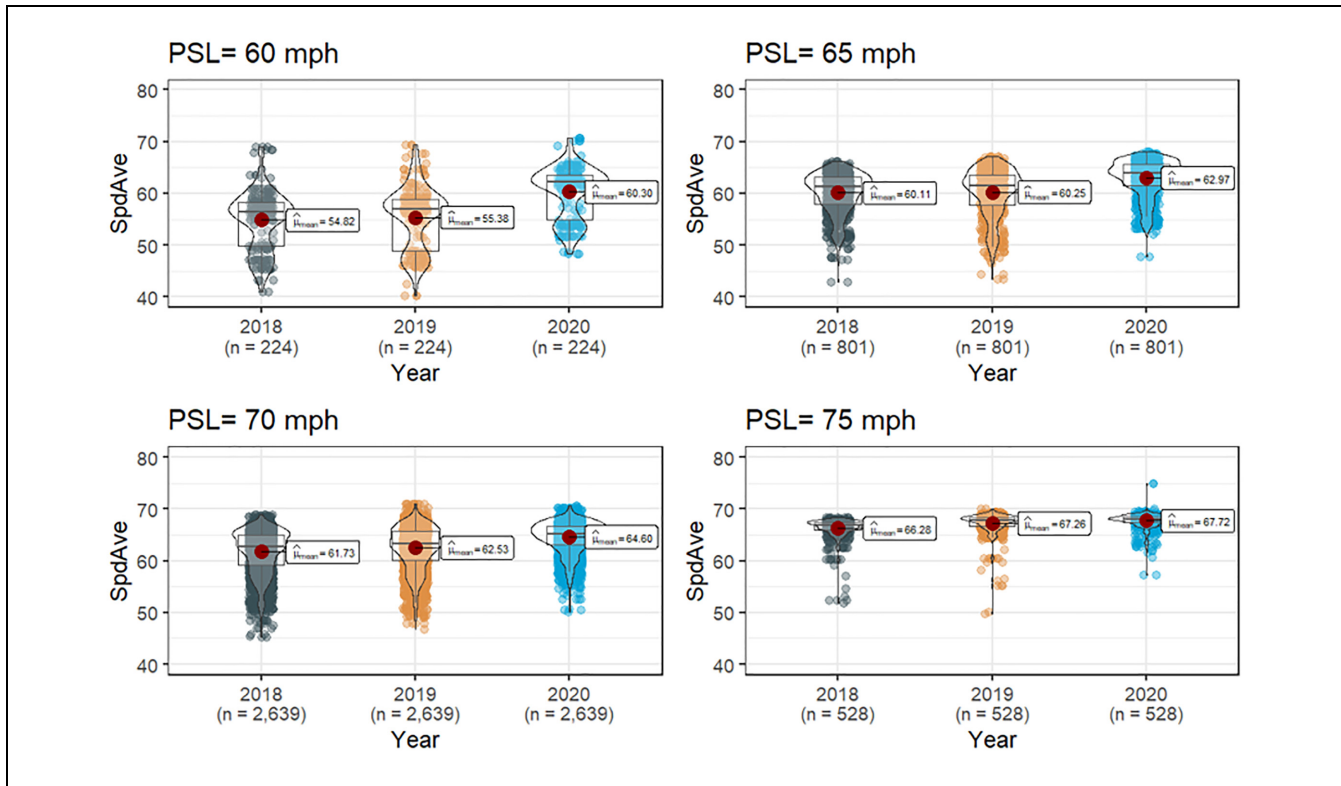 PSL= 60 mph
SpdAve
80
70
60
50
40
μ̂mean = 54.82
μ̂mean = 55.38
μ̂mean = 60.30
2018
(n = 224)
2019
(n = 224)
2020
(n = 224)
Year
PSL= 65 mph
SpdAve
80
70
60
50
40
μ̂mean = 60.11
μ̂mean = 60.25
μ̂mean = 62.97
2018
(n = 801)
2019
(n = 801)
2020
(n = 801)
Year
PSL= 70 mph
SpdAve
80
70
60
50
40
μ̂mean = 61.73
μ̂mean = 62.53
μ̂mean = 64.60
2018
(n = 2,639)
2019
(n = 2,639)
2020
(n = 2,639)
Year
PSL= 75 mph
SpdAve
80
70
60
50
40
μ̂mean = 66.28
μ̂mean = 67.26
μ̂mean = 67.72
2018
(n = 528)
2019
(n = 528)
2020
(n = 528)
Year